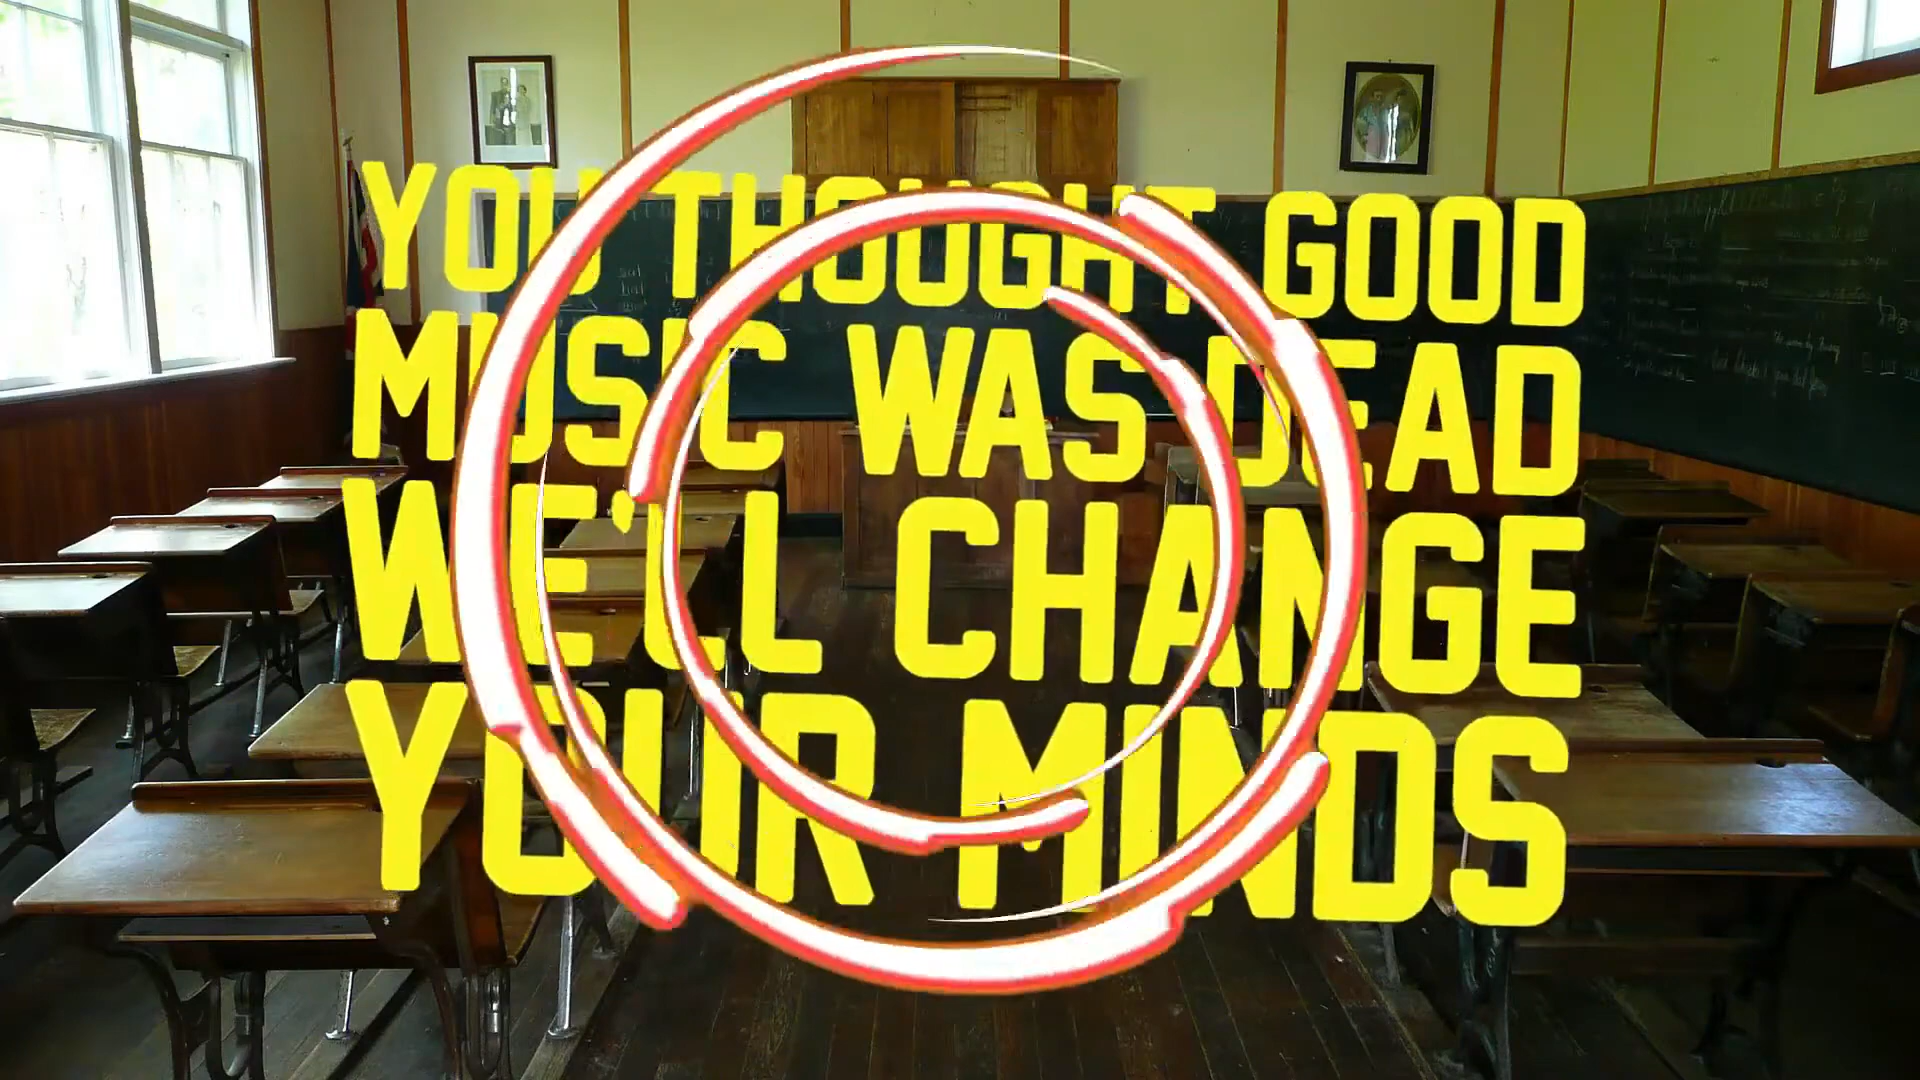 YOU THOUGHT GOOD
MUSIC WAS DEAD
WE'LL CHANGE
YOUR MINDS